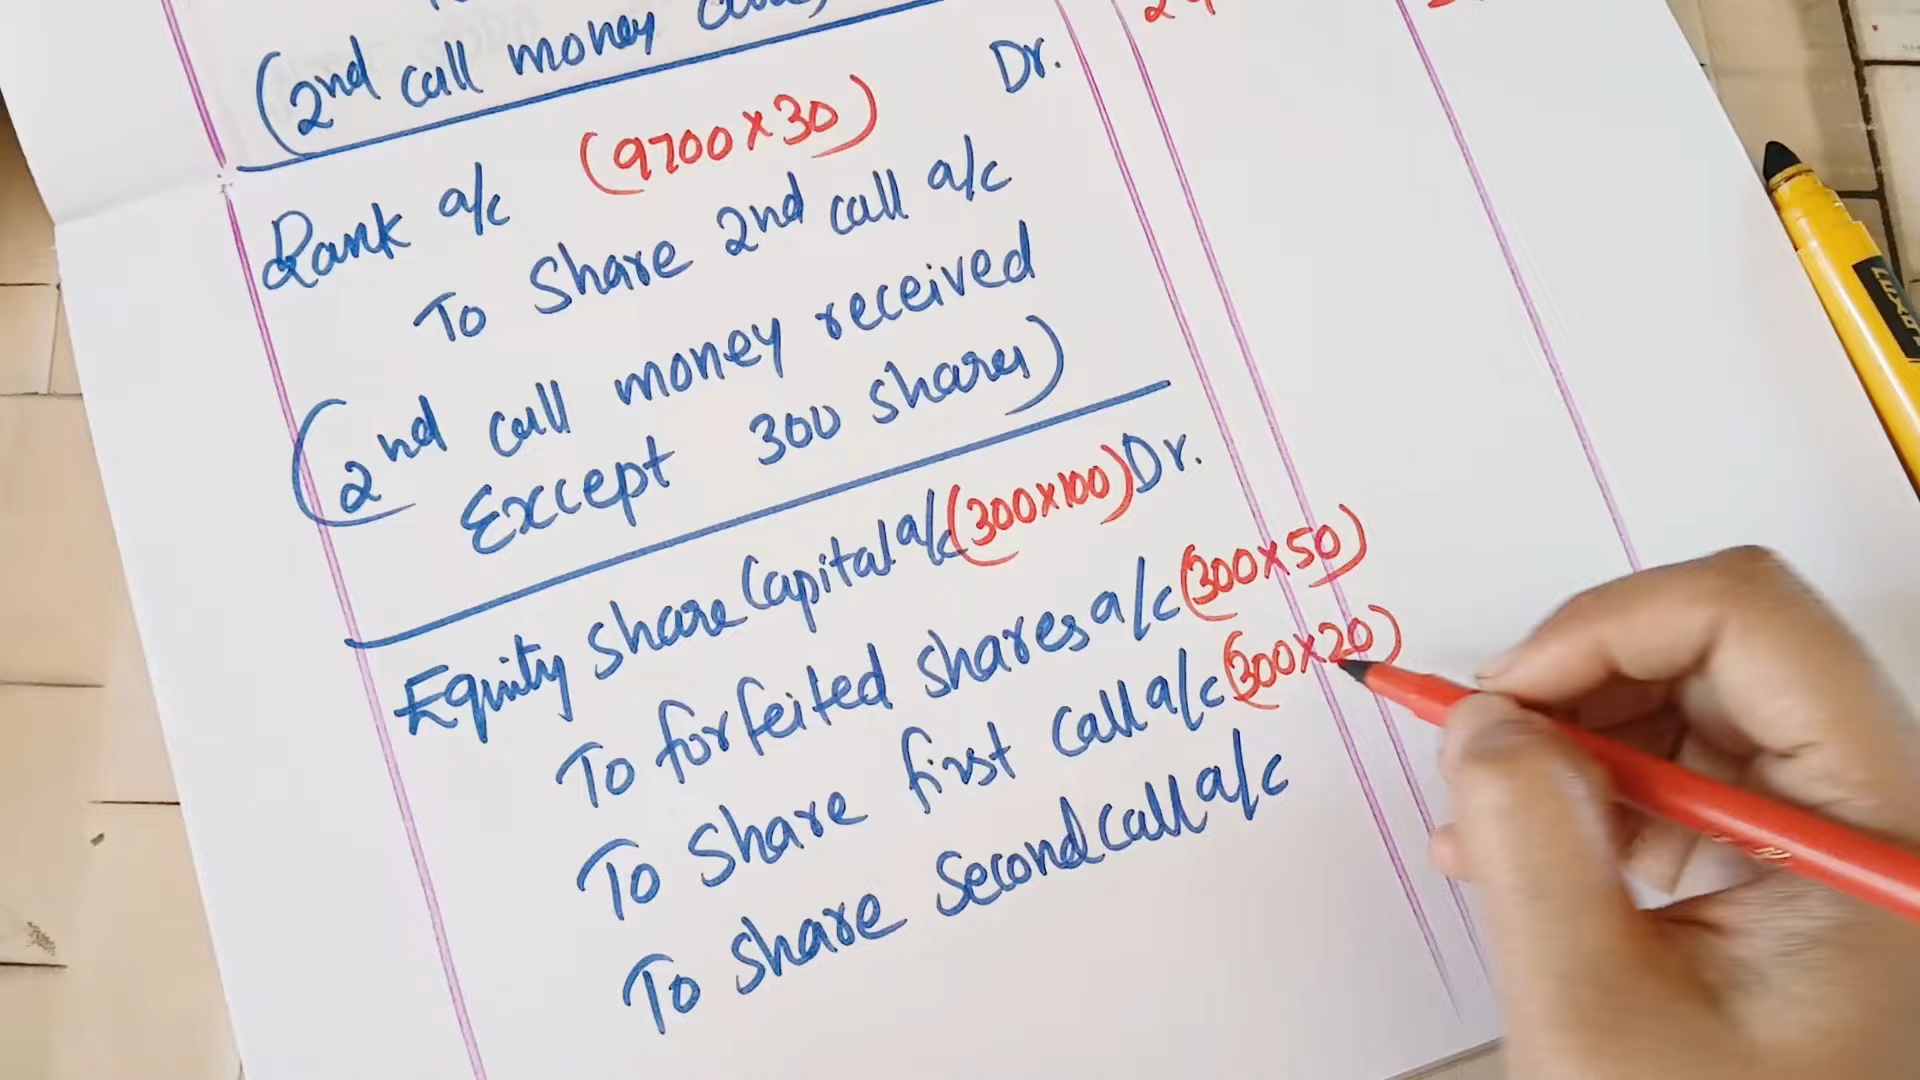 (2nd call money
Bank a/c (9700×30) Dr.
To Share 2nd call a/c
(2nd call money received
Except 300 shares)
Equity Share Capital a/c (300×100) Dr.
To forfeited shares a/c (300×50)
To Share first Call a/c (300×20)
To Share Second Call a/c